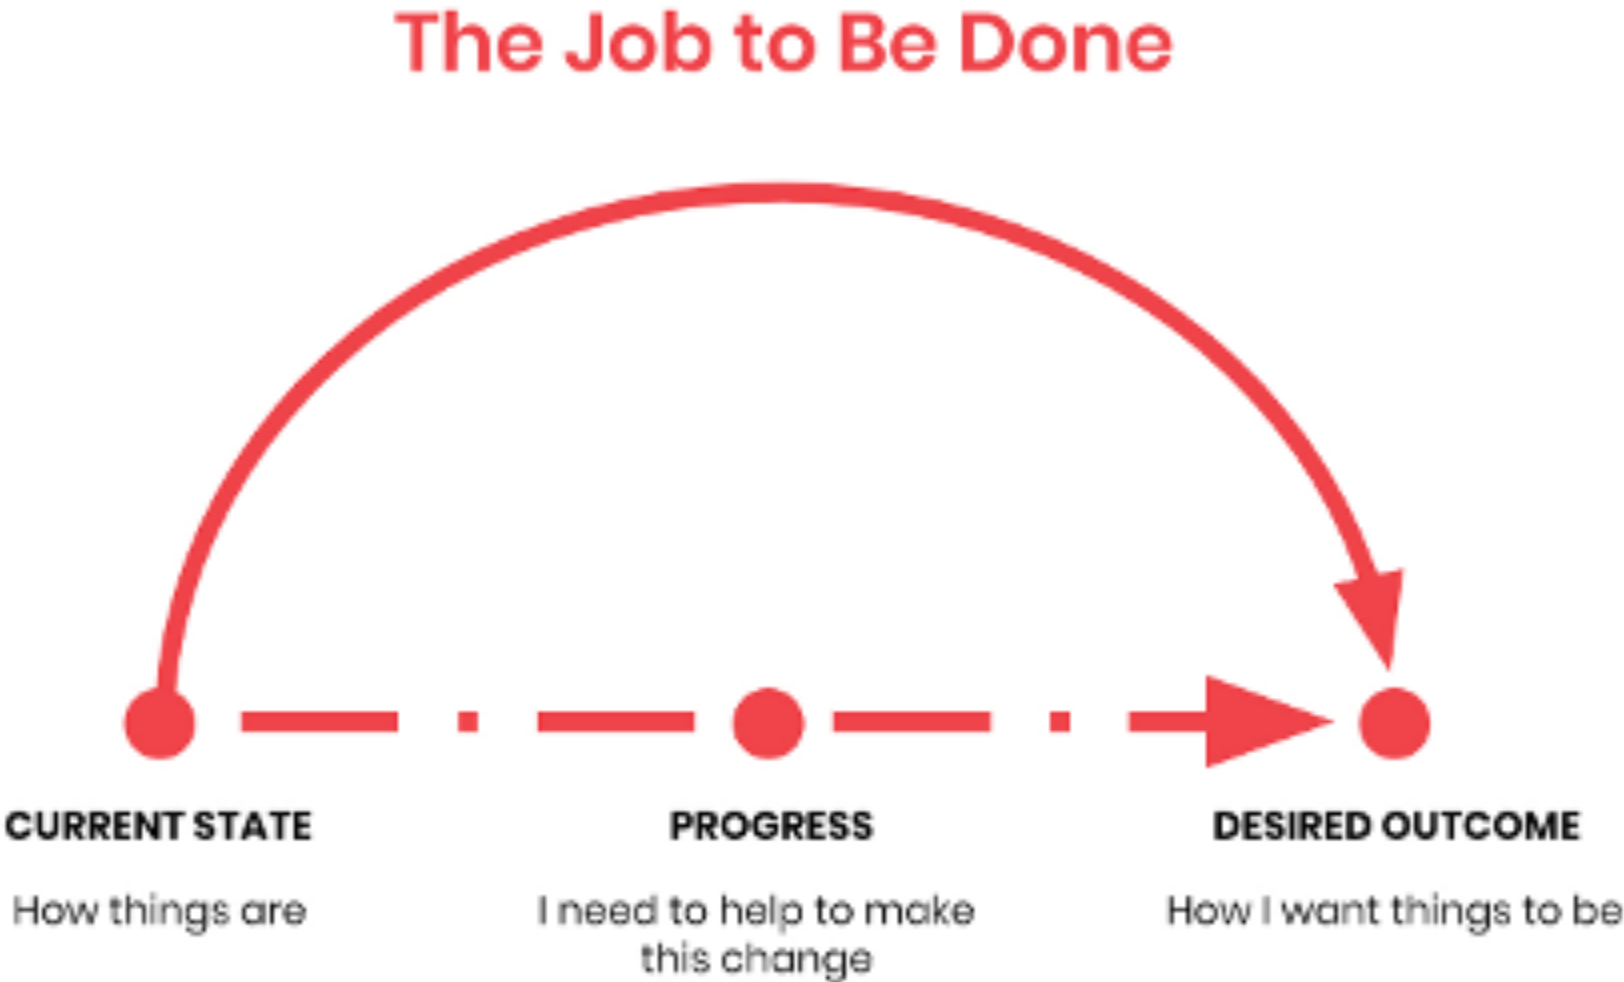 The Job to Be Done
CURRENT STATE
How things are
PROGRESS
I need to help to make
this change
DESIRED OUTCOME
How I want things to be